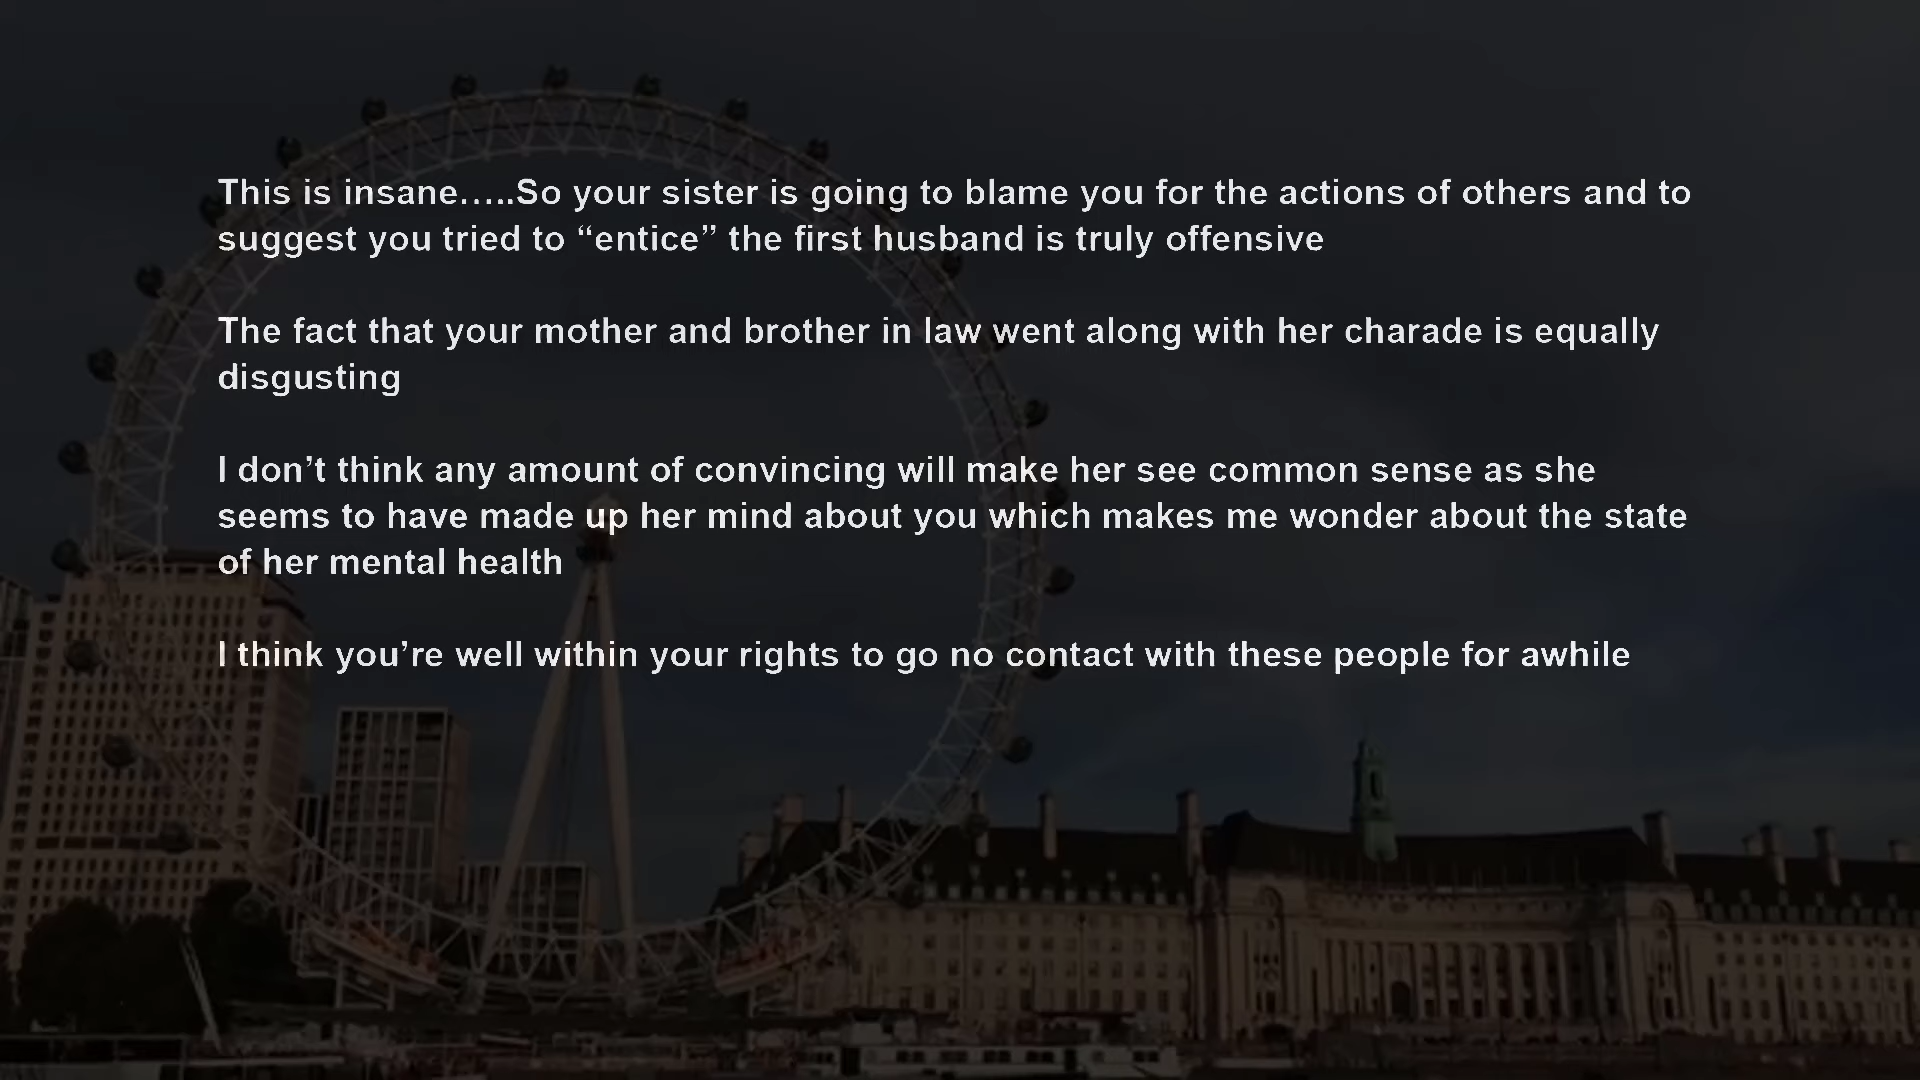 This is insane.....So your sister is going to blame you for the actions of others and to
suggest you tried to “entice” the first husband is truly offensive
The fact that your mother and brother in law went along with her charade is equally
disgusting
I don’t think any amount of convincing will make her see common sense as she
seems to have made up her mind about you which makes me wonder about the state
of her mental health
I think you’re well within your rights to go no contact with these people for awhile